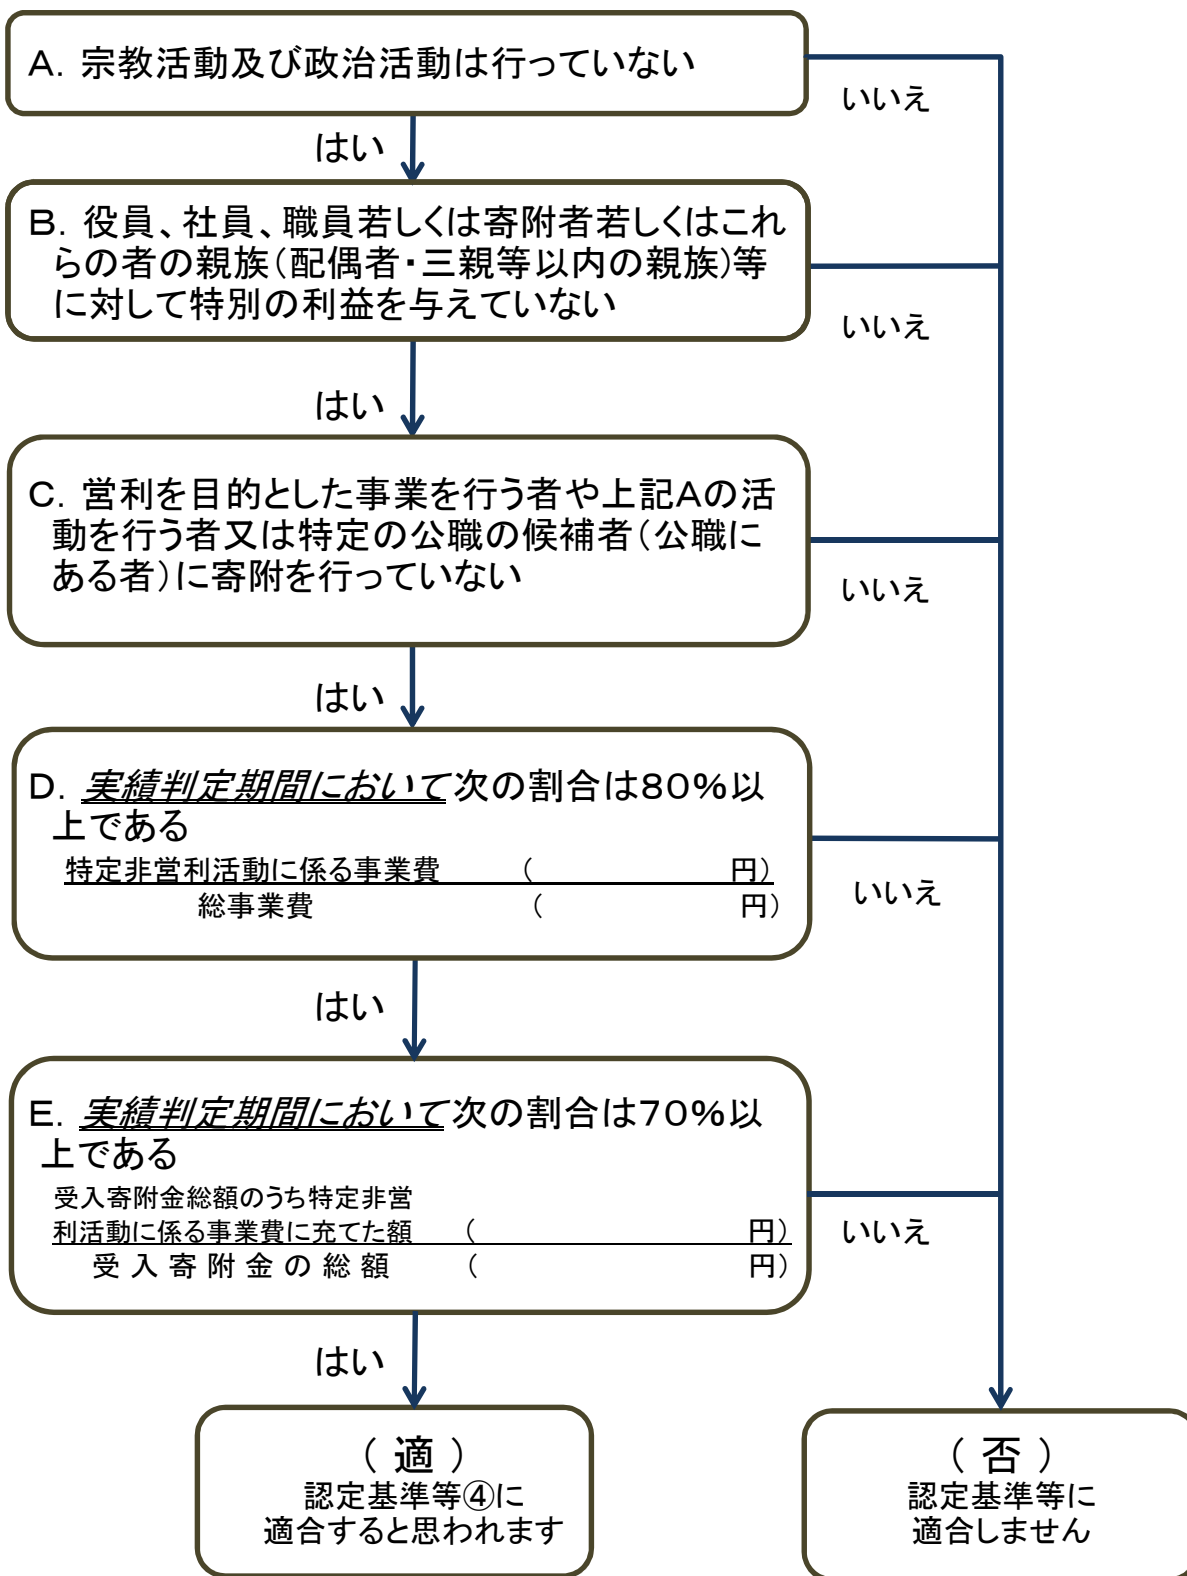 A. 宗教活動及び政治活動は行っていない
いいえ
はい
B. 役員、社員、職員若しくは寄附者若しくはこれ
らの者の親族(配偶者・三親等以内の親族)等
に対して特別の利益を与えていない
いいえ
はい
C. 営利を目的とした事業を行う者や上記Aの活
動を行う者又は特定の公職の候補者(公職に
ある者)に寄附を行っていない
いいえ
はい
D. 実績判定期間において次の割合は80%以
上である
特定非営利活動に係る事業費 ( 円)
総事業費 ( 円)
いいえ
はい
E. 実績判定期間において次の割合は70%以
上である
受入寄附金総額のうち特定非営
利活動に係る事業費に充てた額 ( 円)
受入寄附金の総額 ( 円)
いいえ
はい
(適)
認定基準等④に
適合すると思われます
(否)
認定基準等に
適合しません